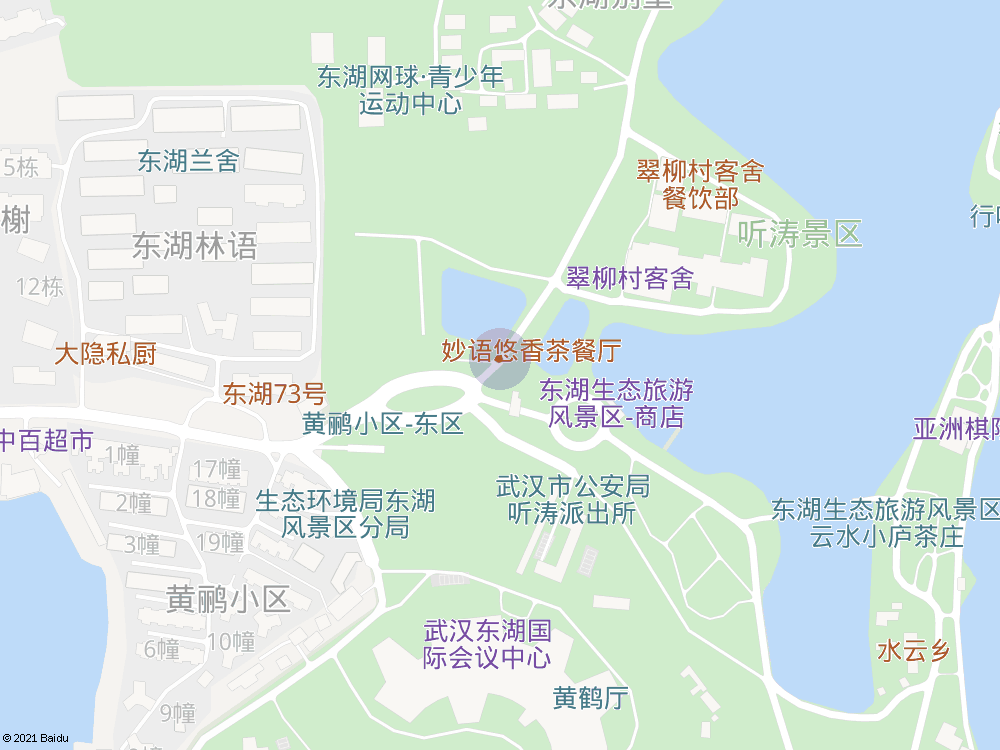 东湖网球·青少年
运动中心
东湖兰舍
5栋
翠柳村客舍
餐饮部
榭
东湖林语
听涛景区
12栋
翠柳村客舍
大隐私厨
妙语悠香茶餐厅
东湖73号
东湖生态旅游
风景区-商店
黄鹂小区-东区
中百超市
亚洲棋院
1幢
17幢
2幢
18幢
生态环境局东湖
风景区分局
武汉市公安局
听涛派出所
东湖生态旅游风景区
云水小庐茶庄
3幢
19幢
黄鹂小区
10幢
6幢
武汉东湖国
际会议中心
水云乡
黄鹤厅
9幢
© 2021 Baidu